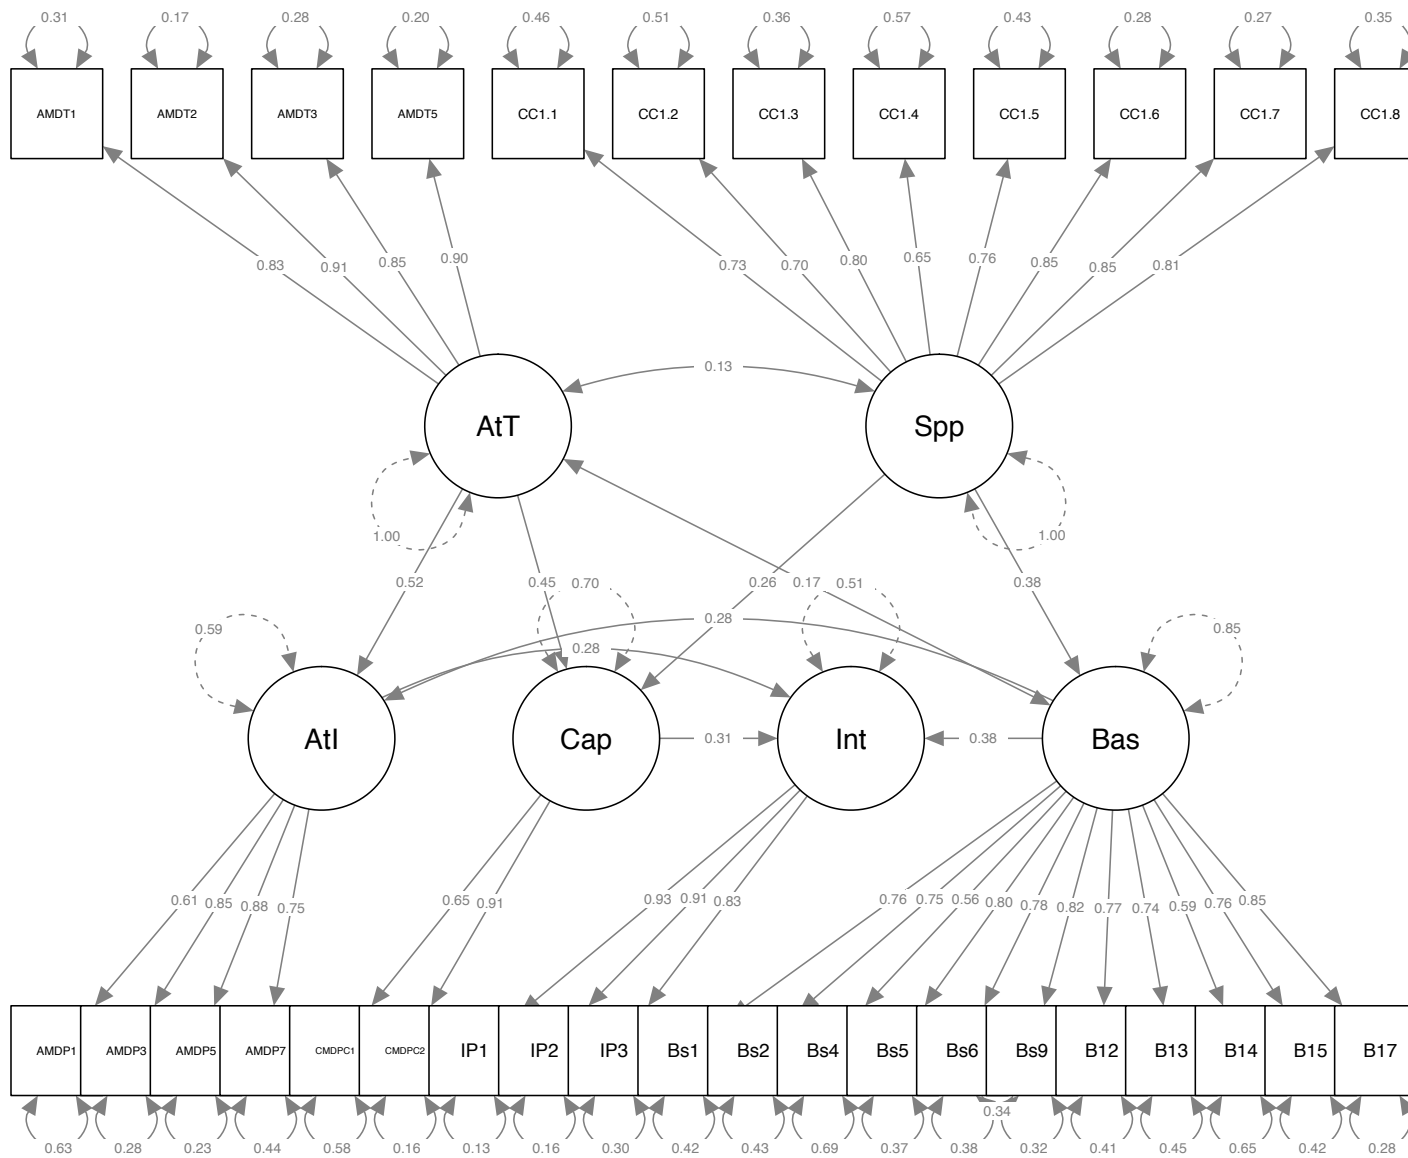 0.31 0.17 0.28 0.20 0.46 0.51 0.36 0.57 0.43 0.28 0.27 0.35
AMDT1 AMDT2 AMDT3 AMDT5 CC1.1 CC1.2 CC1.3 CC1.4 CC1.5 CC1.6 CC1.7 CC1.8
0.83 0.91 0.85 0.90 0.73 0.70 0.80 0.65 0.76 0.85 0.85 0.81
0.13
AtT Spp
1.00 1.00
0.52 0.45 0.70 0.26 0.17 0.51 0.38
0.59 0.28 0.85
0.28
AtI Cap 0.31 Int 0.38 Bas
0.61 0.85 0.88 0.75 0.65 0.91 0.93 0.91 0.83 0.76 0.75 0.56 0.80 0.78 0.82 0.77 0.74 0.59 0.76 0.85
AMDP1 AMDP3 AMDP5 AMDP7 CMDPC1 CMDPC2 IP1 IP2 IP3 Bs1 Bs2 Bs4 Bs5 Bs6 Bs9 B12 B13 B14 B15 B17
0.34
0.63 0.28 0.23 0.44 0.58 0.16 0.13 0.16 0.30 0.42 0.43 0.69 0.37 0.38 0.32 0.41 0.45 0.65 0.42 0.28